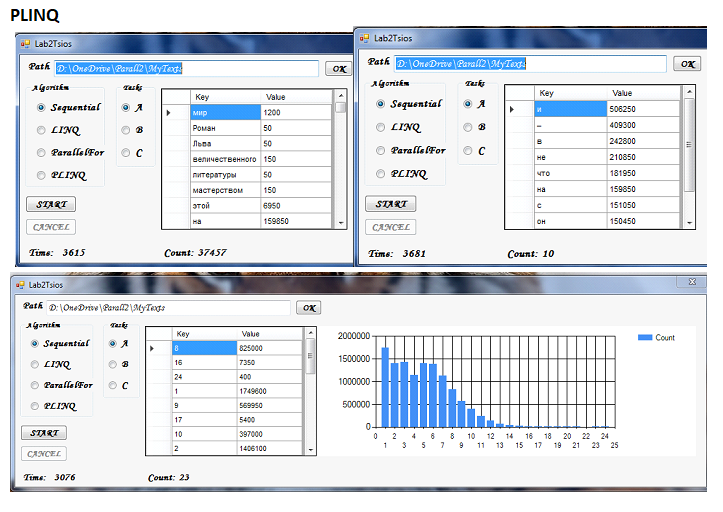 PLINQ
Lab2Tsios
Path D:\OneDrive\Parall2\MyTexts OK
Algorithm Tasks
Sequential A
LINQ B
ParallelFor C
PLINQ
START
CANCEL
Key Value
мир 1200
Роман 50
Льва 50
величественного 150
литературы 50
мастерством 150
этой 6950
на 159850
Time: 3615 Count: 37457
Lab2Tsios
Path D:\OneDrive\Parall2\MyTexts OK
Algorithm Tasks
Sequential A
LINQ B
ParallelFor C
PLINQ
START
CANCEL
Key Value
и 506250
– 409300
в 242800
не 210850
что 181950
на 159850
с 151050
он 150450
Time: 3681 Count: 10
Lab2Tsios
Path D:\OneDrive\Parall2\MyTexts OK
Algorithm Tasks
Sequential A
LINQ B
ParallelFor C
PLINQ
START
CANCEL
Key Value
8 825000
16 7350
24 400
1 1749600
9 569950
17 5400
10 397000
2 1406100
2000000
1500000
1000000
500000
0
0 2 4 6 8 10 12 14 16 18 20 22 24
1 3 5 7 9 11 13 15 17 19 21 23 25
Count
Time: 3076 Count: 23